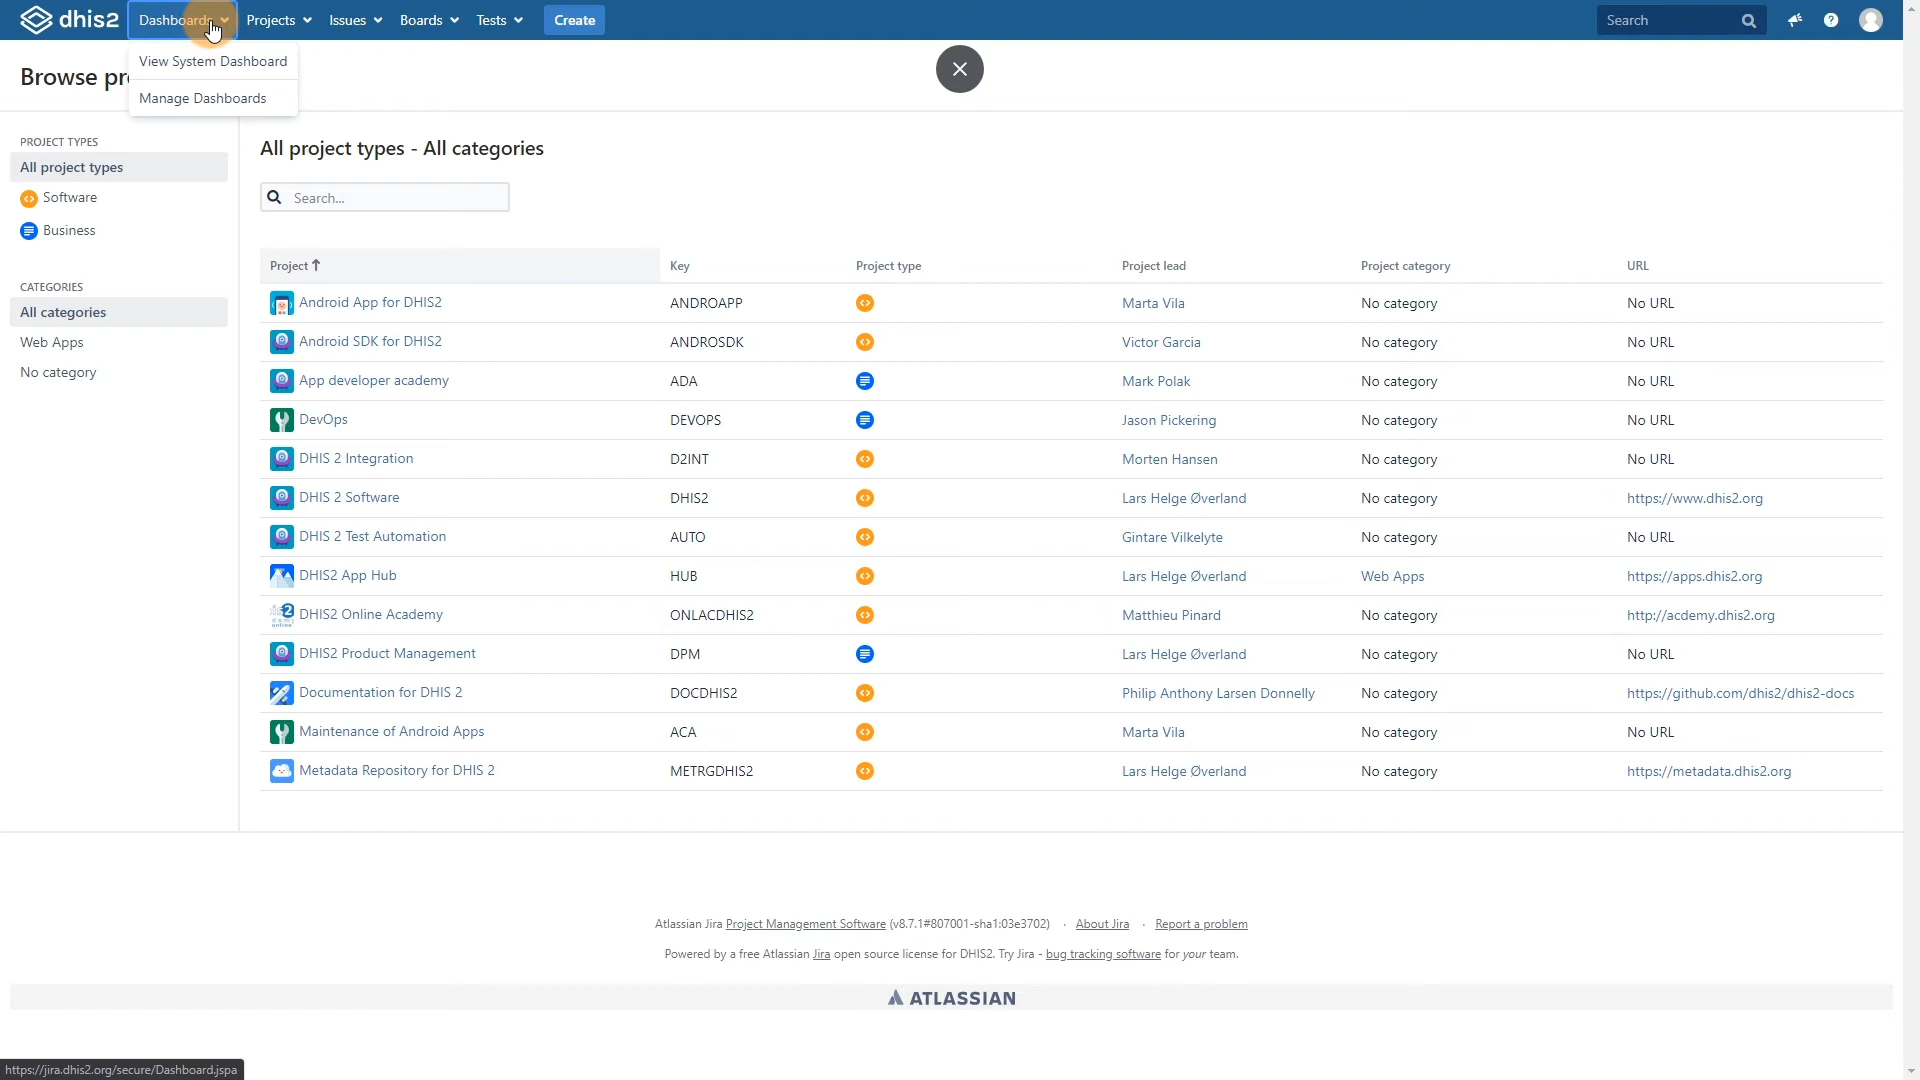 dhis2 Dashboards Projects Issues Boards Tests Create Search
View System Dashboard
Browse pr
Manage Dashboards
PROJECT TYPES
All project types
Software
Business
CATEGORIES
All categories
Web Apps
No category
All project types - All categories
Search...
Project Key Project type Project lead Project category URL
Android App for DHIS2 ANDROAPP Marta Vila No category No URL
Android SDK for DHIS2 ANDROSDK Victor Garcia No category No URL
App developer academy ADA Mark Polak No category No URL
DevOps DEVOPS Jason Pickering No category No URL
DHIS 2 Integration D2INT Morten Hansen No category No URL
DHIS 2 Software DHIS2 Lars Helge Øverland No category https://www.dhis2.org
DHIS 2 Test Automation AUTO Gintare Vilkelyte No category No URL
DHIS2 App Hub HUB Lars Helge Øverland Web Apps https://apps.dhis2.org
DHIS2 Online Academy ONLACDHIS2 Matthieu Pinard No category http://acdemy.dhis2.org
DHIS2 Product Management DPM Lars Helge Øverland No category No URL
Documentation for DHIS 2 DOCDHIS2 Philip Anthony Larsen Donnelly No category https://github.com/dhis2/dhis2-docs
Maintenance of Android Apps ACA Marta Vila No category No URL
Metadata Repository for DHIS 2 METRGDHIS2 Lars Helge Øverland No category https://metadata.dhis2.org
Atlassian Jira Project Management Software (v8.7.1#807001-sha1:03e3702) · About Jira · Report a problem
Powered by a free Atlassian Jira open source license for DHIS2. Try Jira - bug tracking software for your team.
ATLASSIAN
https://jira.dhis2.org/secure/Dashboard.jspa